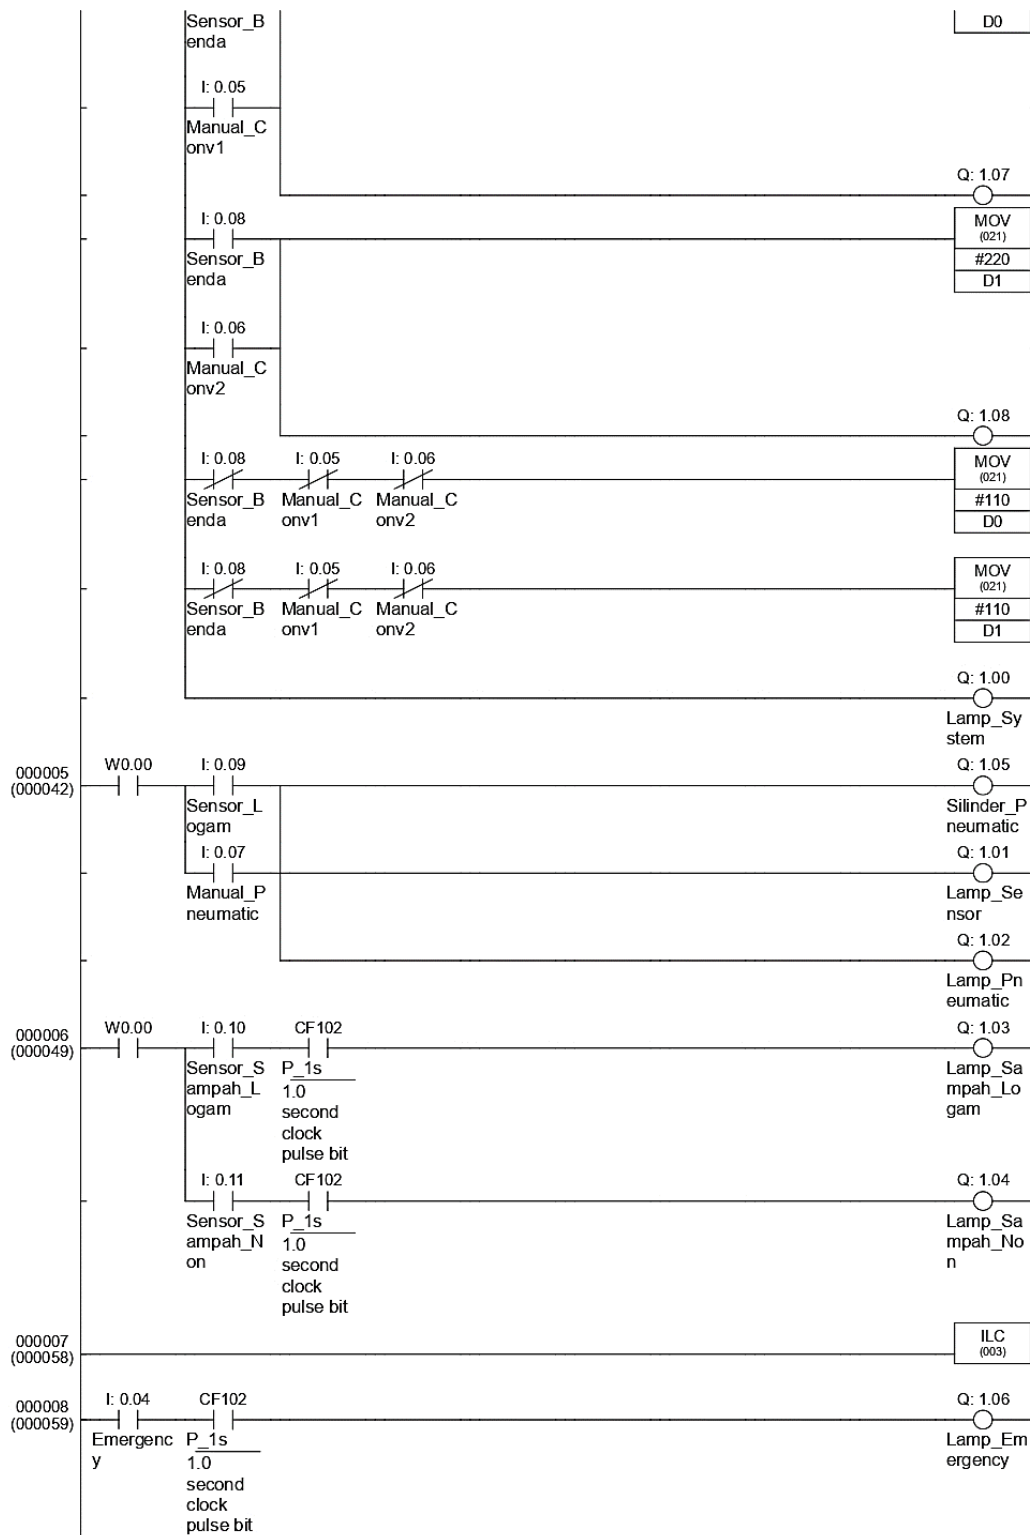 Sensor_B
enda
D0
I: 0.05
Manual_C
onv1
Q: 1.07
I: 0.08
Sensor_B
enda
MOV
(021)
#220
D1
I: 0.06
Manual_C
onv2
Q: 1.08
I: 0.08 I: 0.05 I: 0.06
Sensor_B Manual_C Manual_C
enda onv1 onv2
MOV
(021)
#110
D0
I: 0.08 I: 0.05 I: 0.06
Sensor_B Manual_C Manual_C
enda onv1 onv2
MOV
(021)
#110
D1
Q: 1.00
Lamp_Sy
stem
000005
(000042)
W0.00 I: 0.09 Q: 1.05
Sensor_L Silinder_P
ogam neumatic
I: 0.07 Q: 1.01
Manual_P Lamp_Se
neumatic nsor
Q: 1.02
Lamp_Pn
eumatic
000006
(000049)
W0.00 I: 0.10 CF102 Q: 1.03
Sensor_S P_1s Lamp_Sa
ampah_L 1.0 mpah_Lo
ogam second gam
clock
pulse bit
I: 0.11 CF102 Q: 1.04
Sensor_S P_1s Lamp_Sa
ampah_N 1.0 mpah_No
on second n
clock
pulse bit
000007
(000058)
ILC
(003)
000008
(000059)
I: 0.04 CF102 Q: 1.06
Emergenc P_1s Lamp_Em
y 1.0 ergency
second
clock
pulse bit